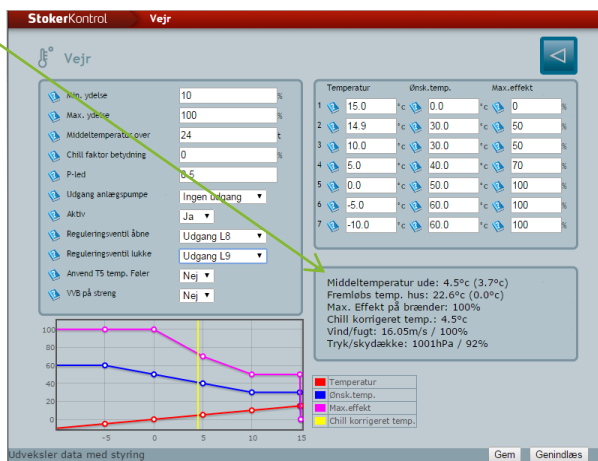 StokerKontrol Vejr
Vejr
Min. ydelse 10 %
Max. ydelse 100 %
Middeltemperatur over 24 t
Chill faktor betydning 0 %
P-led 0.5
Udgang anlægspumpe Ingen udgang
Aktiv Ja
Reguleringsventil åbne Udgang L8
Reguleringsventil lukke Udgang L9
Anvend T5 temp. Føler Nej
VVB på streng Nej
Temperatur Ønsk.temp. Max.effekt
1 15.0 °c 0.0 °c 0 %
2 14.9 °c 30.0 °c 50 %
3 10.0 °c 30.0 °c 50 %
4 5.0 °c 40.0 °c 70 %
5 0.0 °c 50.0 °c 100 %
6 -5.0 °c 60.0 °c 100 %
7 -10.0 °c 60.0 °c 100 %
Middeltemperatur ude: 4.5°c (3.7°c)
Fremløbs temp. hus: 22.6°c (0.0°c)
Max. Effekt på brænder: 100%
Chill korrigeret temp.: 4.5°c
Vind/fugt: 16.05m/s / 100%
Tryk/skydække: 1001hPa / 92%
100
80
60
40
20
0
-5 0 5 10 15
Temperatur
Ønsk.temp.
Max.effekt
Chill korrigeret temp.
Udveksler data med styring
Gem Genindlæs